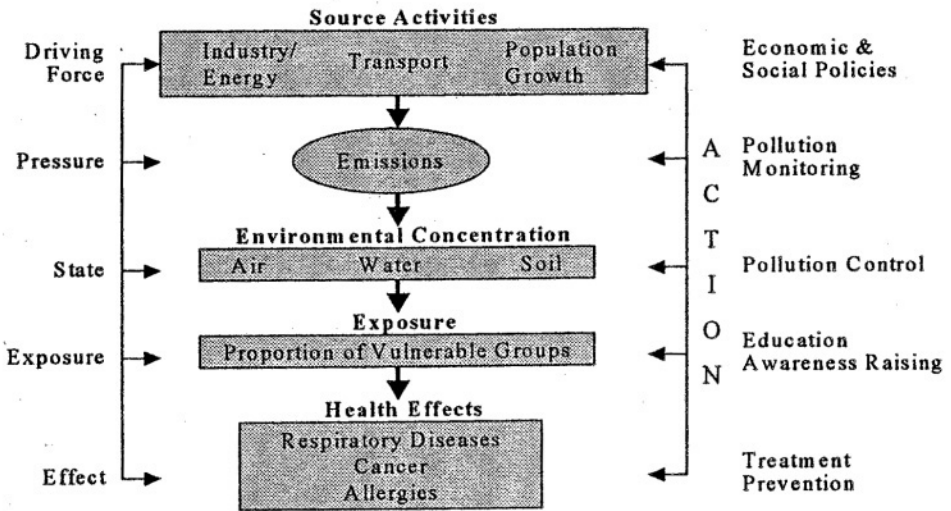 Source Activities
Driving
Force
Industry/
Energy
Transport
Population
Growth
Economic &
Social Policies
Pressure
Emissions
Pollution
Monitoring
Environmental Concentration
State
Air Water Soil
Pollution Control
Exposure
Exposure
Proportion of Vulnerable Groups
Education
Awareness Raising
Health Effects
Effect
Respiratory Diseases
Cancer
Allergies
Treatment
Prevention
A
C
T
I
O
N